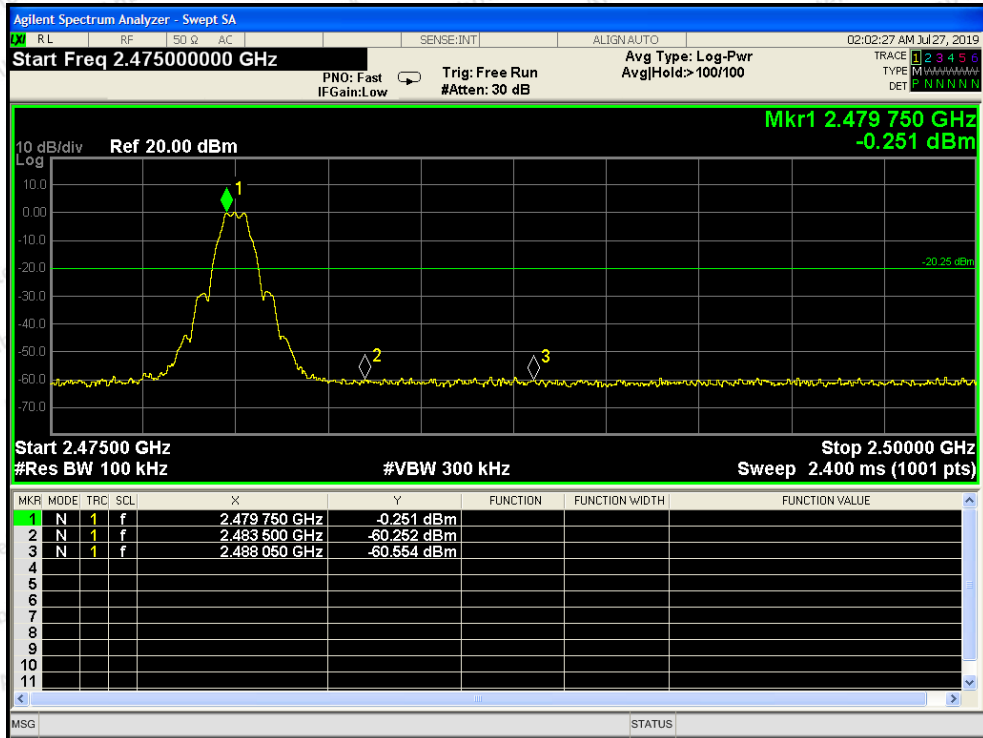 Agilent Spectrum Analyzer - Swept SA
LXI RL RF 50 Ω AC SENSE:INT ALIGNAUTO 02:02:27 AM Jul 27, 2019
Start Freq 2.475000000 GHz
PNO: Fast
IFGain:Low
Trig: Free Run
#Atten: 30 dB
Avg Type: Log-Pwr
Avg|Hold:>100/100
TRACE 1 2 3 4 5 6
TYPE MWWWWW
DET P N N N N N
Mkr1 2.479 750 GHz
-0.251 dBm
10 dB/div Ref 20.00 dBm
Log
10.0
0.00
-10.0
-20.0
-30.0
-40.0
-50.0
-60.0
-70.0
1
-20.25 dBm
2
3
Start 2.47500 GHz Stop 2.50000 GHz
#Res BW 100 kHz #VBW 300 kHz Sweep 2.400 ms (1001 pts)
MKR MODE TRC SCL X Y FUNCTION FUNCTION WIDTH FUNCTION VALUE
1 N 1 f 2.479 750 GHz -0.251 dBm
2 N 1 f 2.483 500 GHz -60.252 dBm
3 N 1 f 2.488 050 GHz -60.554 dBm
4
5
6
7
8
9
10
11
MSG STATUS